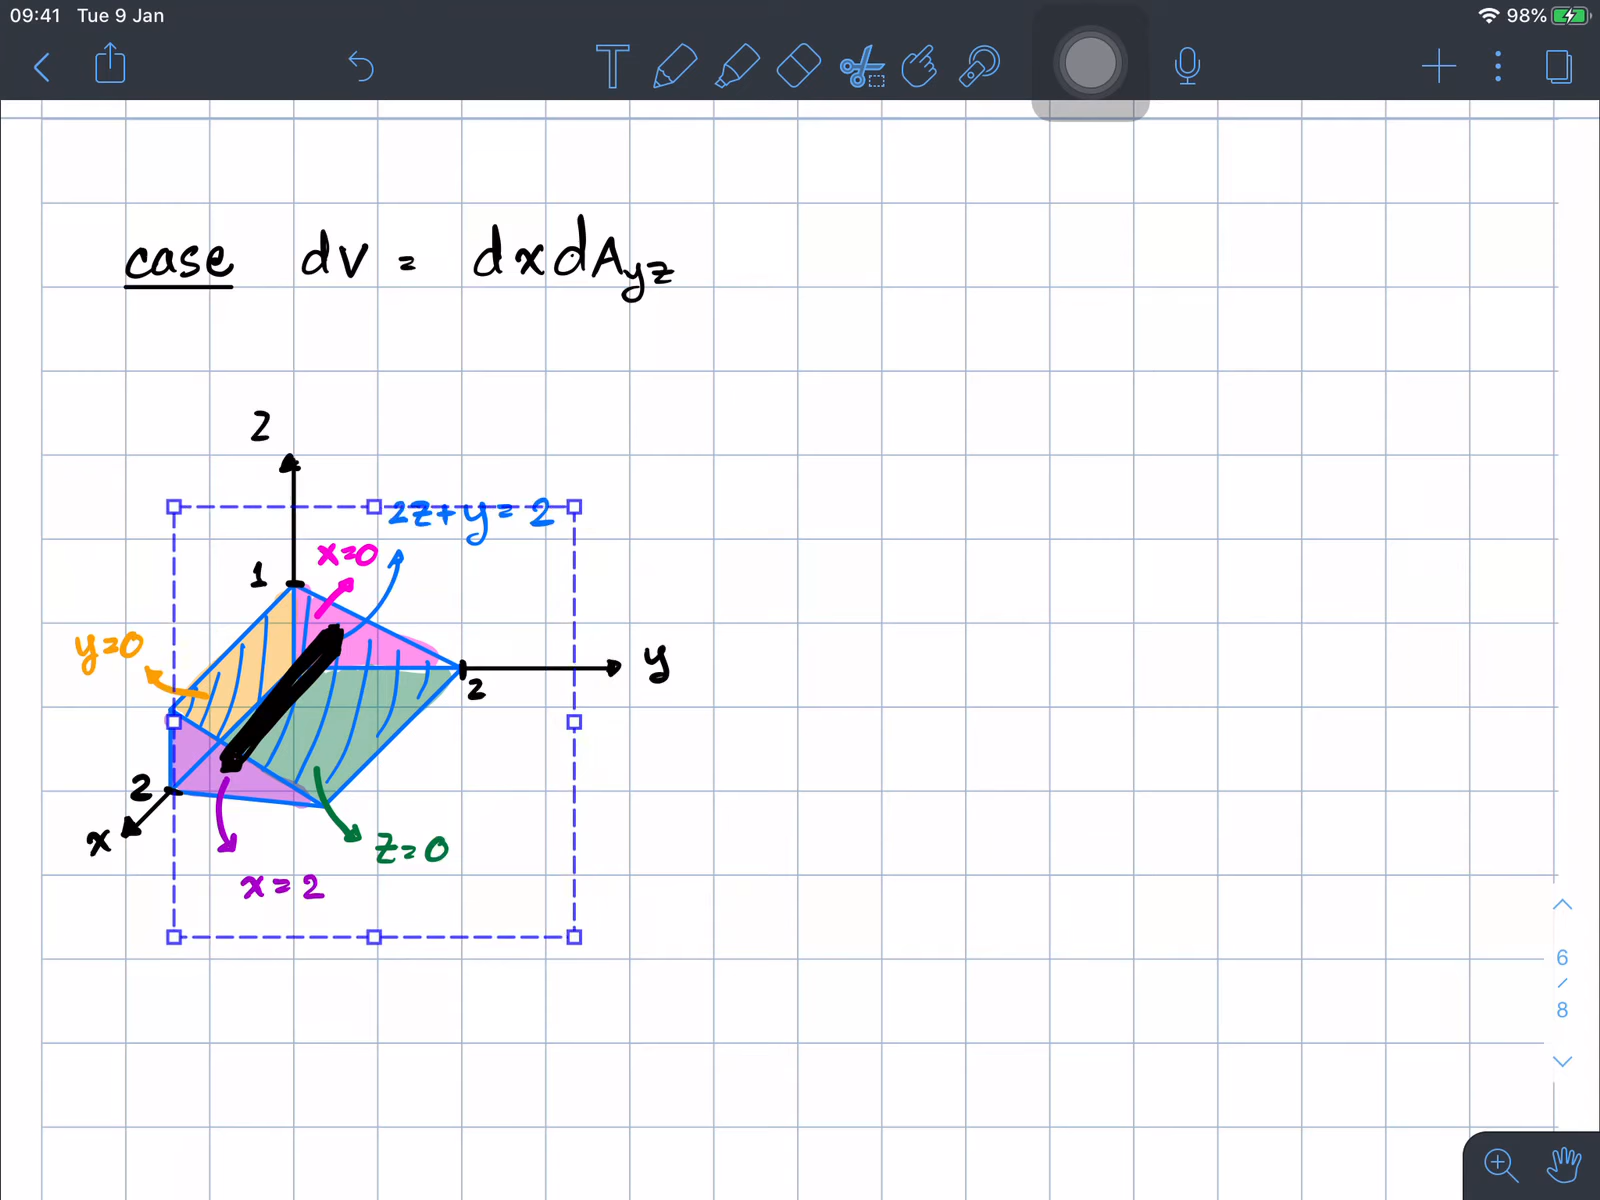 09:41 Tue 9 Jan 98%
case dV = dxdA_yz
z
2z+y=2
x=0
1
y=0
y
2
2
x
z=0
x=2
6
/
8